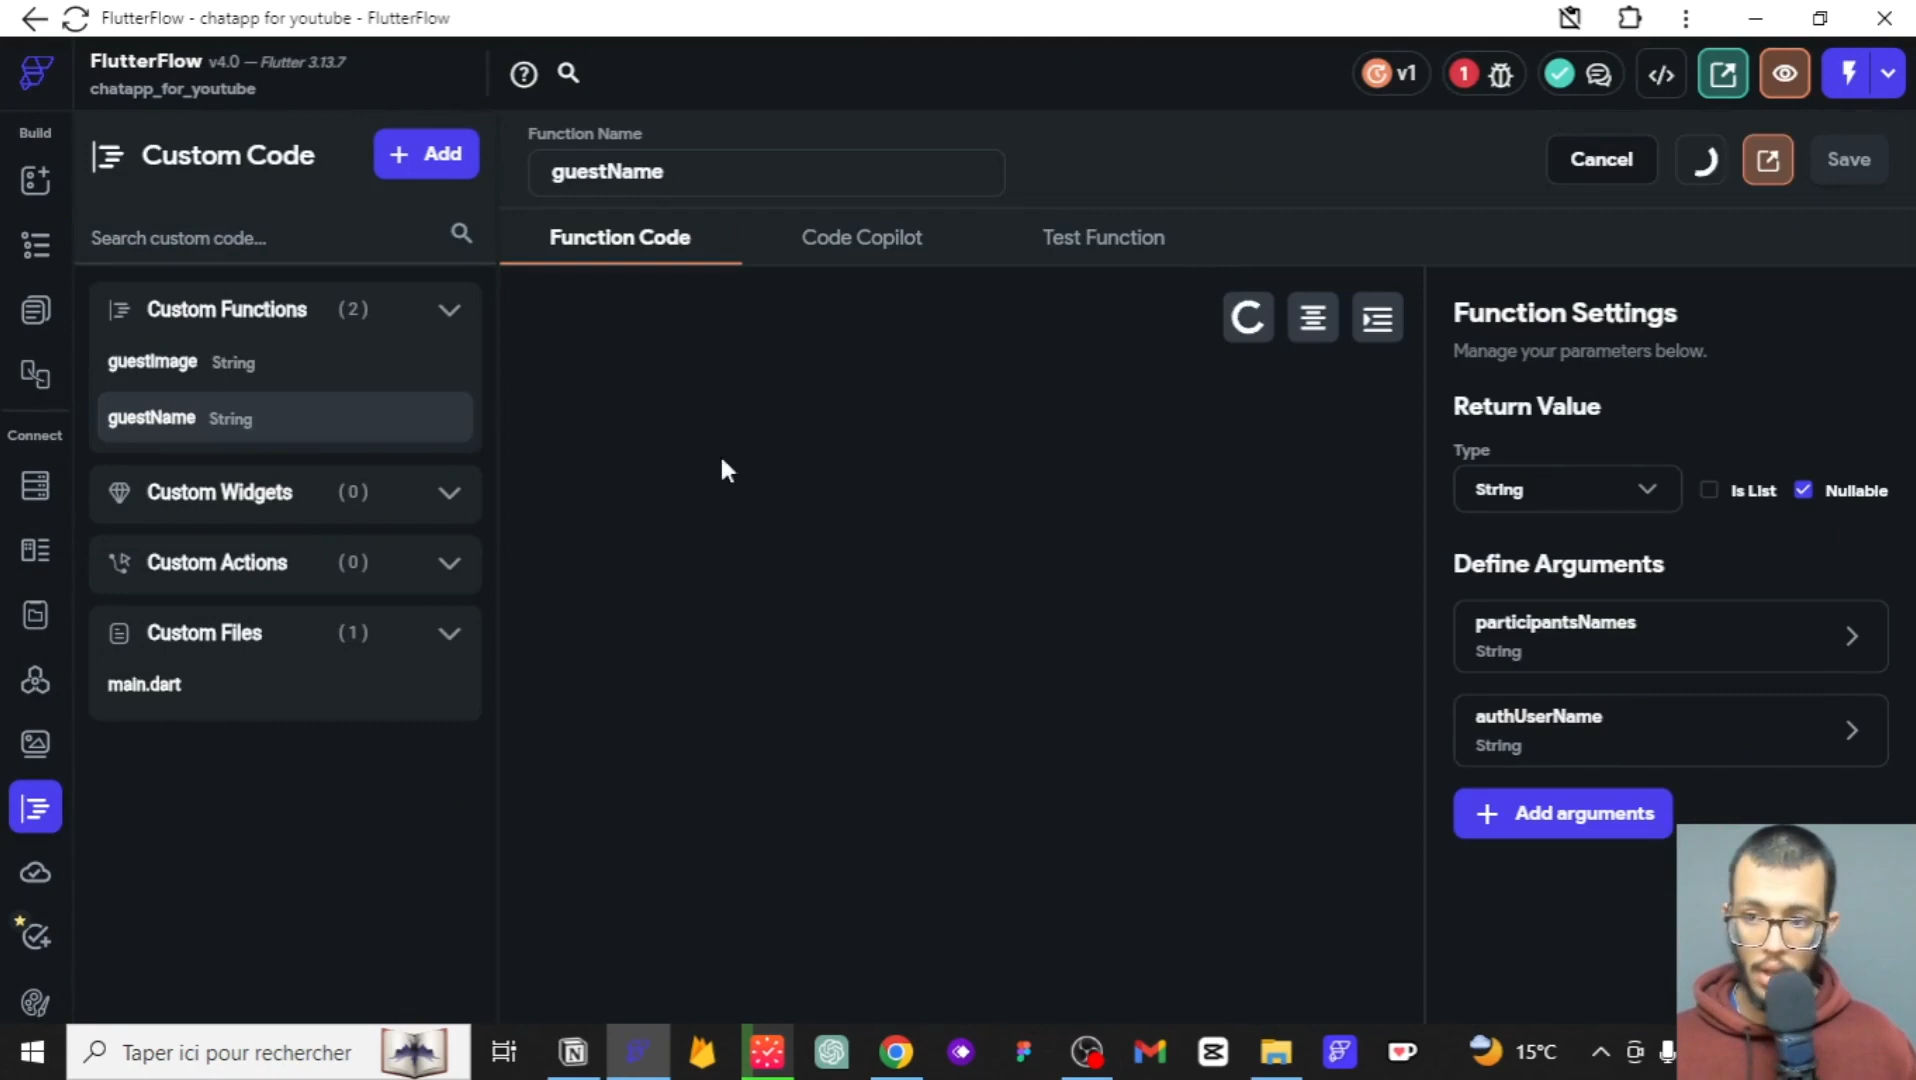 FlutterFlow - chatapp for youtube - FlutterFlow
FlutterFlow v4.0 — Flutter 3.13.7
chatapp_for_youtube
v1
1
Build
Custom Code
+ Add
Search custom code...
Custom Functions (2)
guestImage String
guestName String
Connect
Custom Widgets (0)
Custom Actions (0)
Custom Files (1)
main.dart
Function Name
guestName
Cancel
Save
Function Code
Code Copilot
Test Function
Function Settings
Manage your parameters below.
Return Value
Type
String
Is List
Nullable
Define Arguments
participantsNames
String
authUserName
String
+ Add arguments
Taper ici pour rechercher
15°C